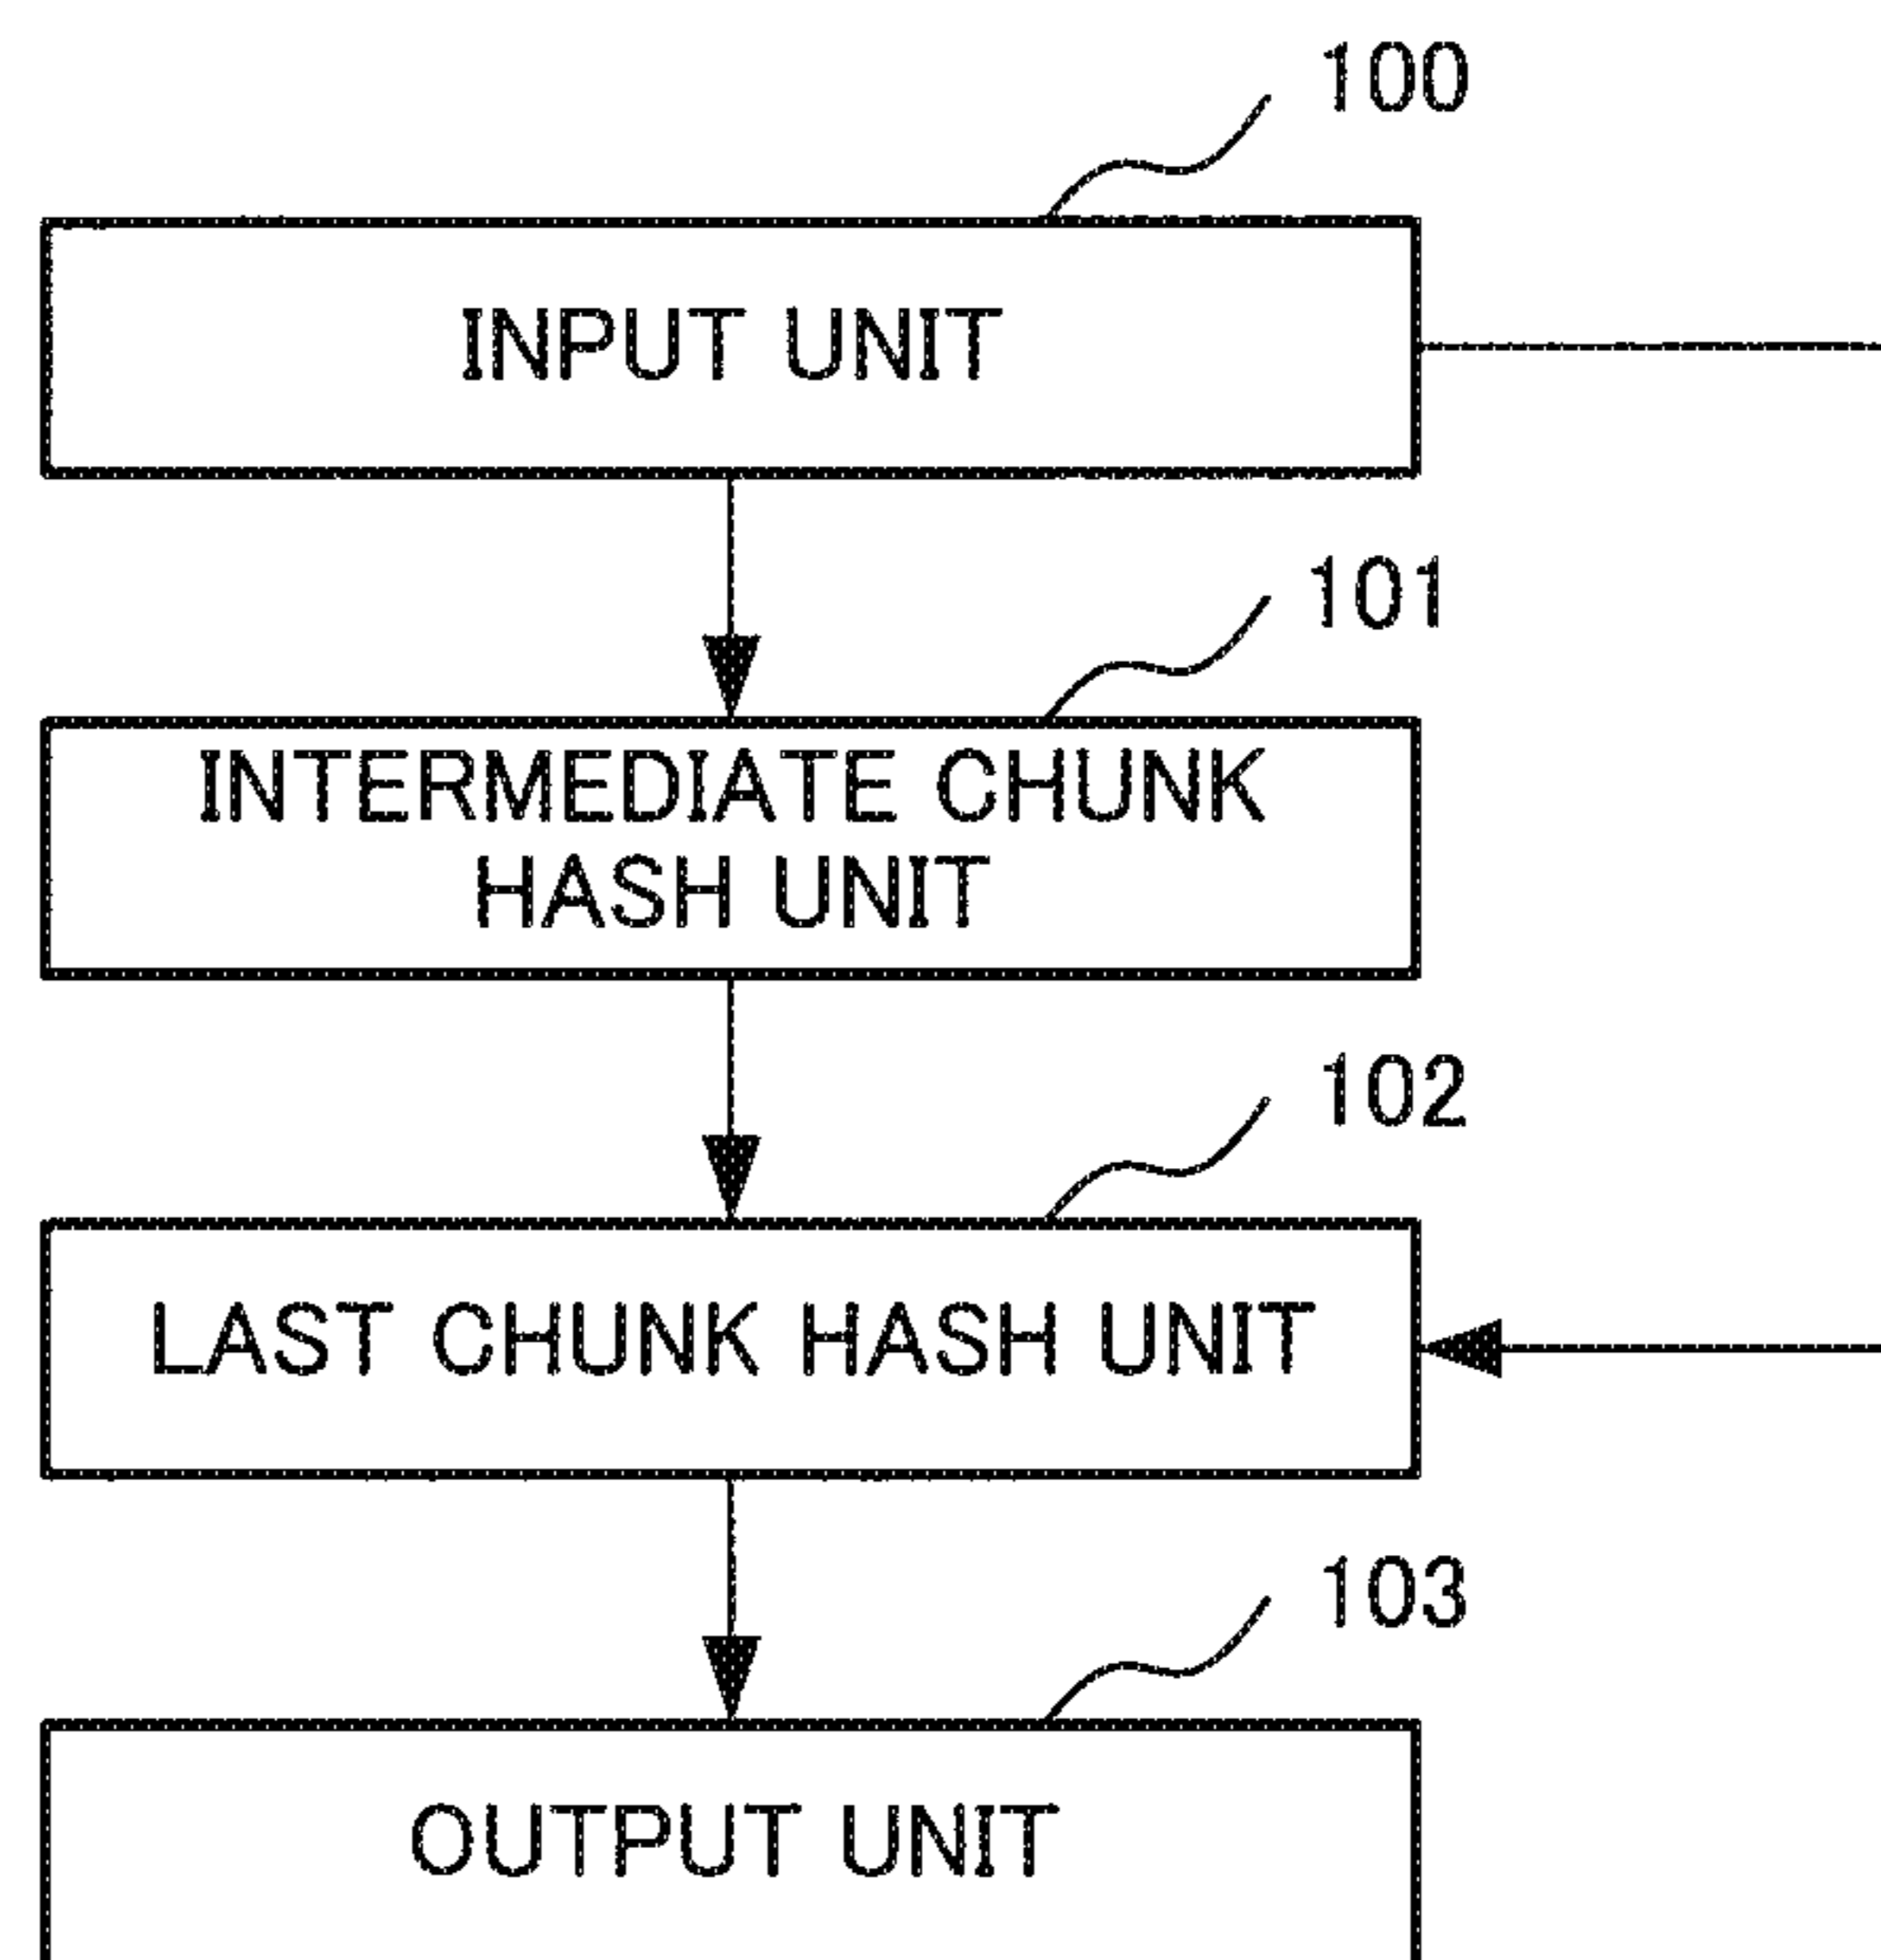 100
INPUT UNIT
101
INTERMEDIATE CHUNK
HASH UNIT
102
LAST CHUNK HASH UNIT
103
OUTPUT UNIT